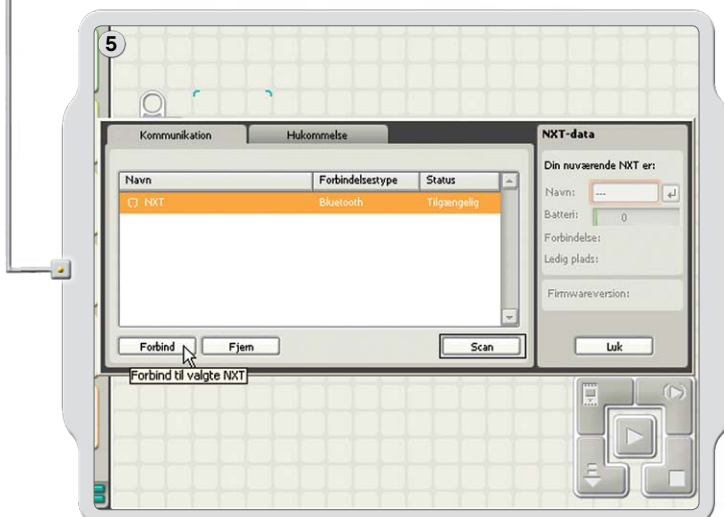 5
Kommunikation
Hukommelse
Navn Forbindelsestype Status
NXT Bluetooth Tilgængelig
Forbind Fjern Scan
Forbind til valgte NXT
NXT-data
Din nuværende NXT er:
Navn: ---
Batteri: 0
Forbindelse:
Ledig plads:
Firmwareversion:
Luk